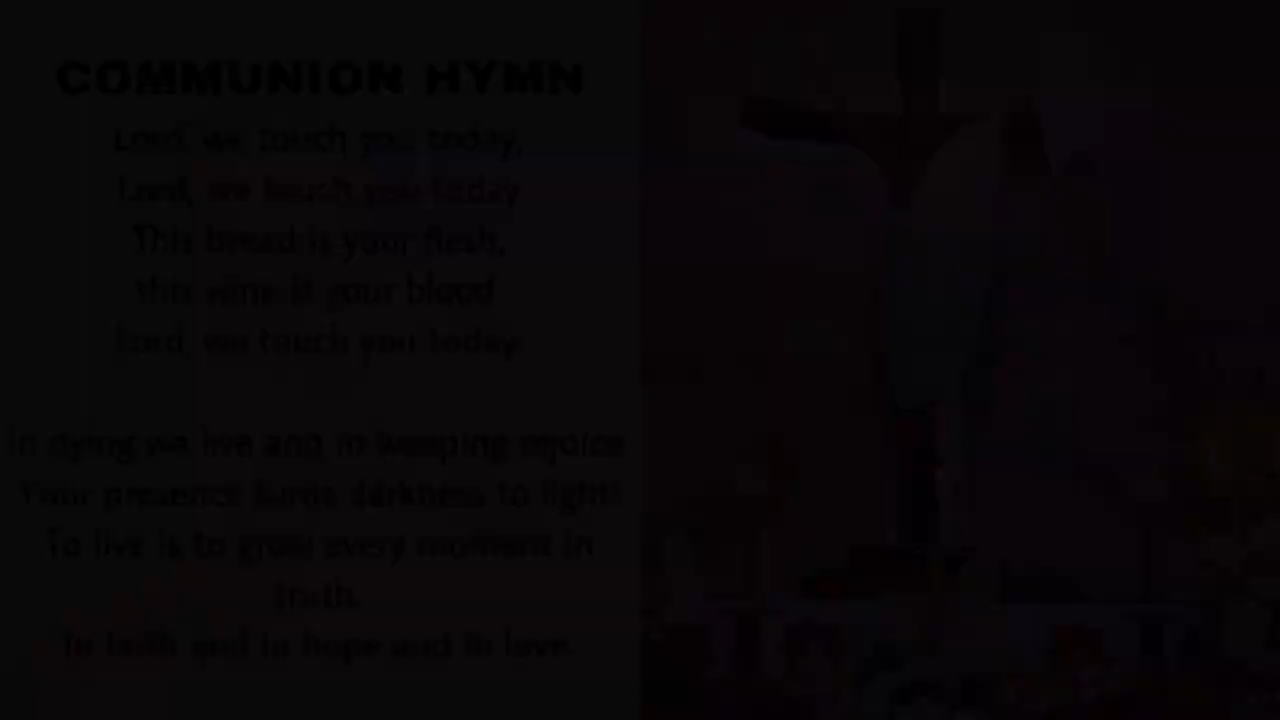 COMMUNION HYMN
Lord, we touch you today,
Lord, we touch you today
This bread is your flesh,
this wine is your blood
Lord, we touch you today.
In dying we live and in weeping rejoice
Your presence turns darkness to light!
To live is to grow every moment in
truth.
In faith and in hope and in love.